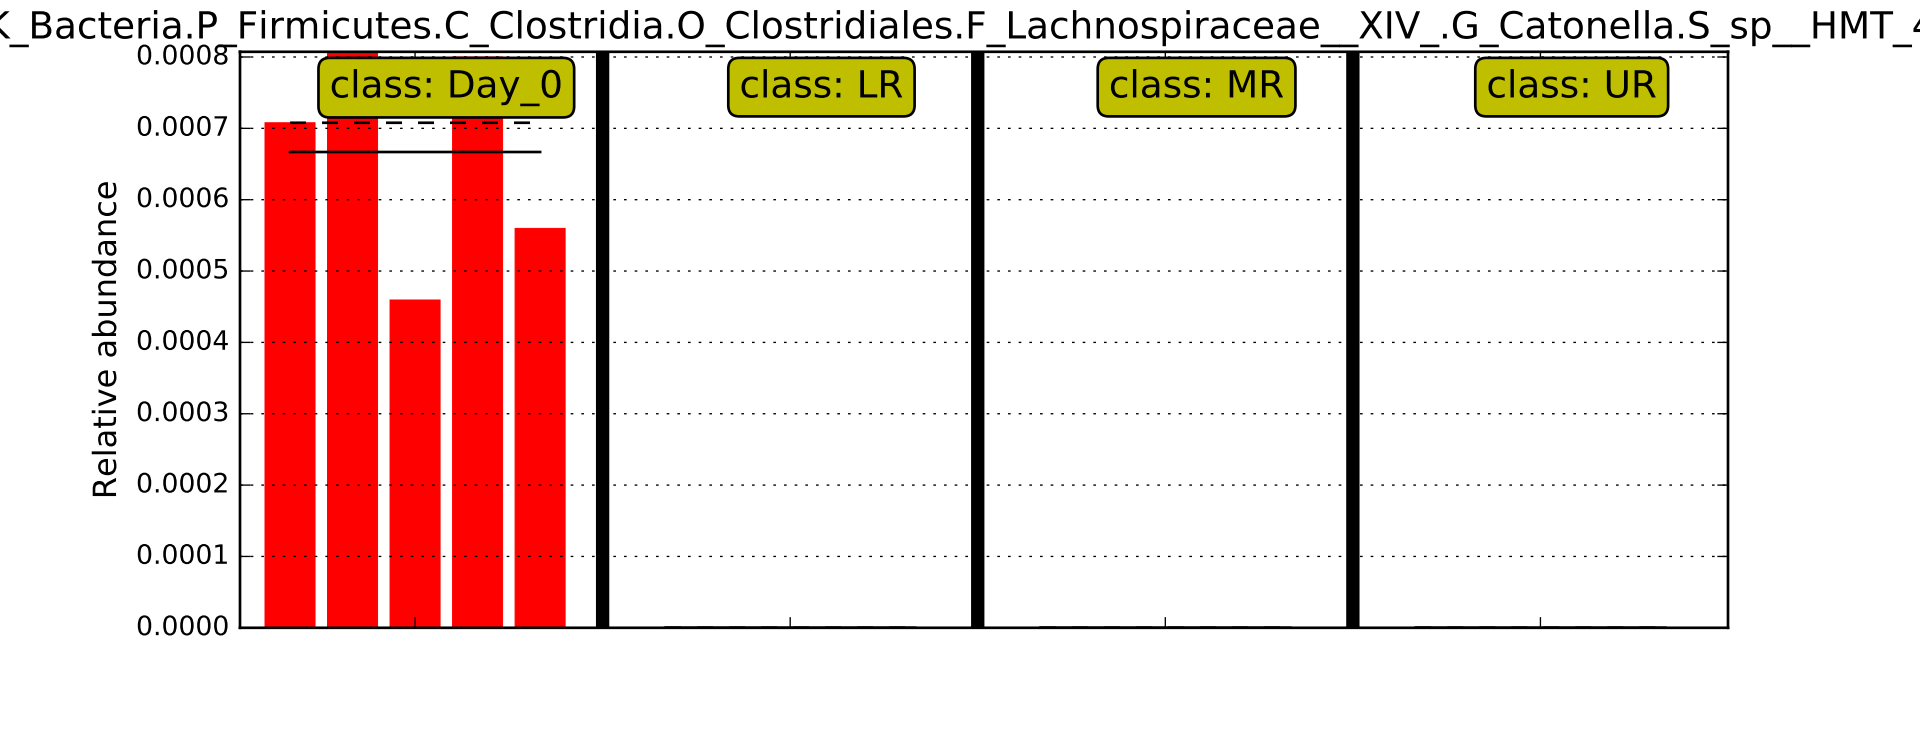 K_Bacteria.P_Firmicutes.C_Clostridia.O_Clostridiales.F_Lachnospiraceae__XIV_.G_Catonella.S_sp__HMT_4
class: Day_0
class: LR
class: MR
class: UR
Relative abundance
0.0008
0.0007
0.0006
0.0005
0.0004
0.0003
0.0002
0.0001
0.0000